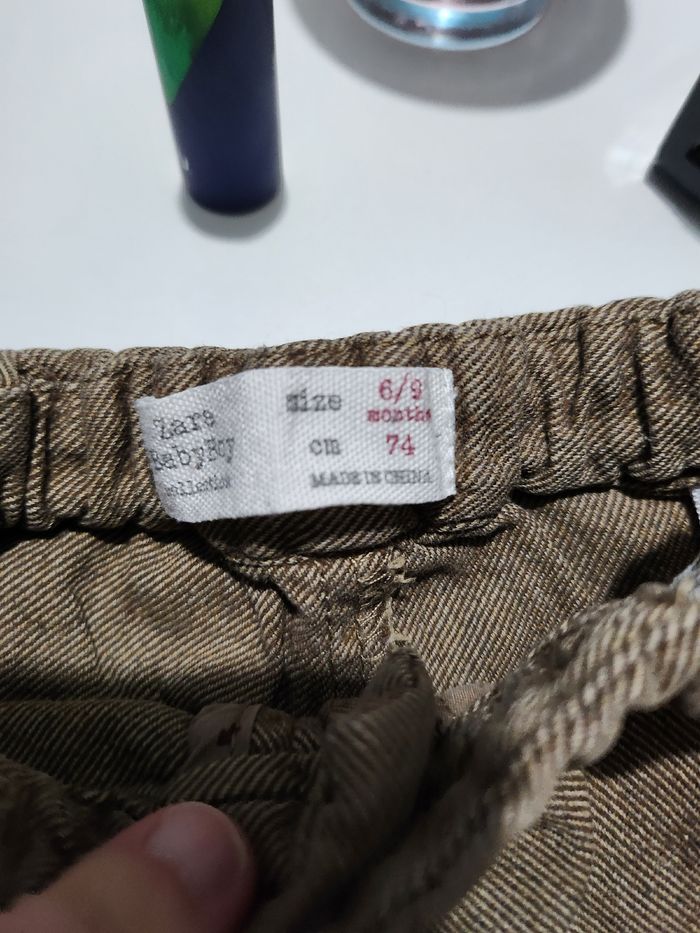 Zara
BabyBoy
collection
size 6/9
months
cm 74
MADE IN CHINA